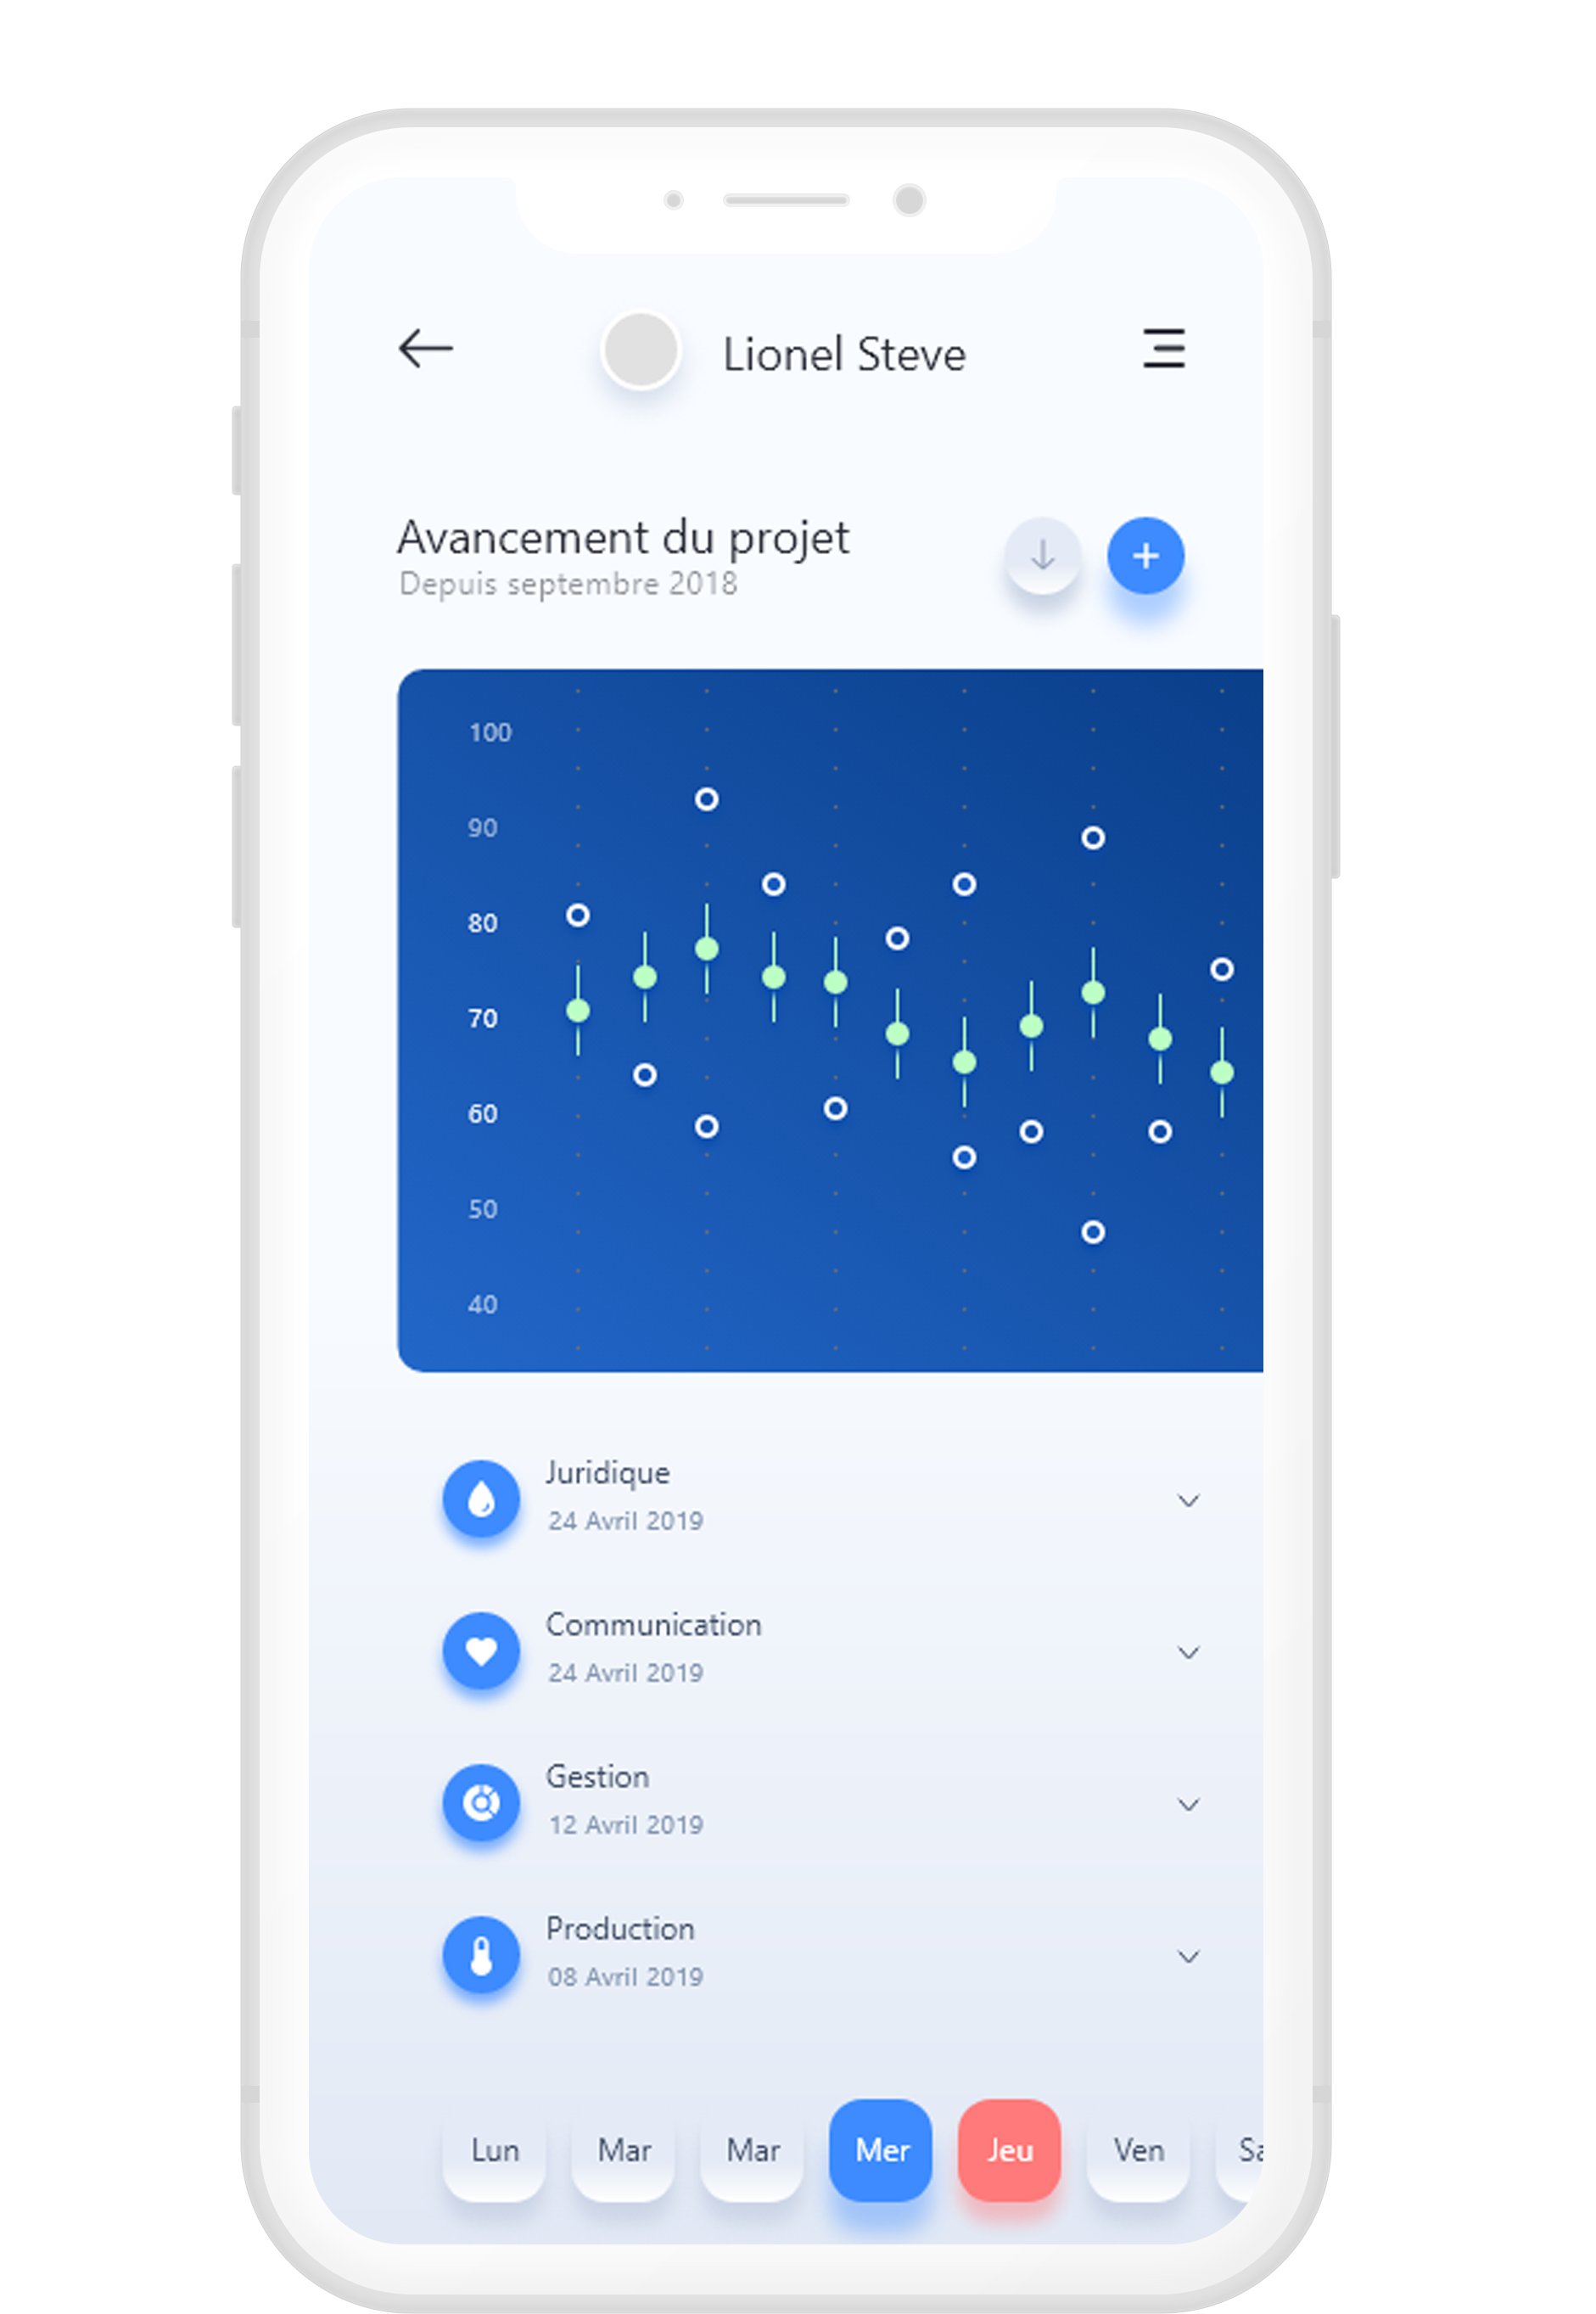 Lionel Steve
Avancement du projet
Depuis septembre 2018
100
90
80
70
60
50
40
Juridique
24 Avril 2019
Communication
24 Avril 2019
Gestion
12 Avril 2019
Production
08 Avril 2019
Lun Mar Mar Mer Jeu Ven Sa